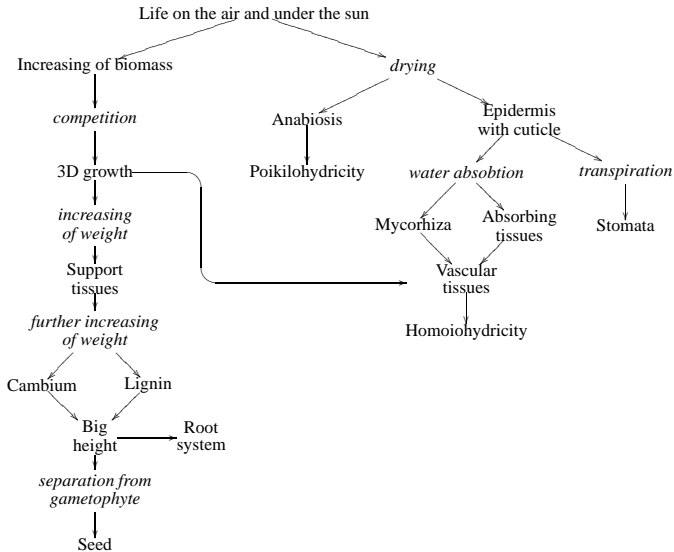 Life on the air and under the sun
Increasing of biomass
drying
competition
Anabiosis
Epidermis
with cuticle
3D growth
Poikilohydricity
water absobtion
transpiration
increasing
of weight
Mycorhiza
Absorbing
tissues
Stomata
Support
tissues
Vascular
tissues
further increasing
of weight
Homoiohydricity
Cambium
Lignin
Big
height
Root
system
separation from
gametophyte
Seed